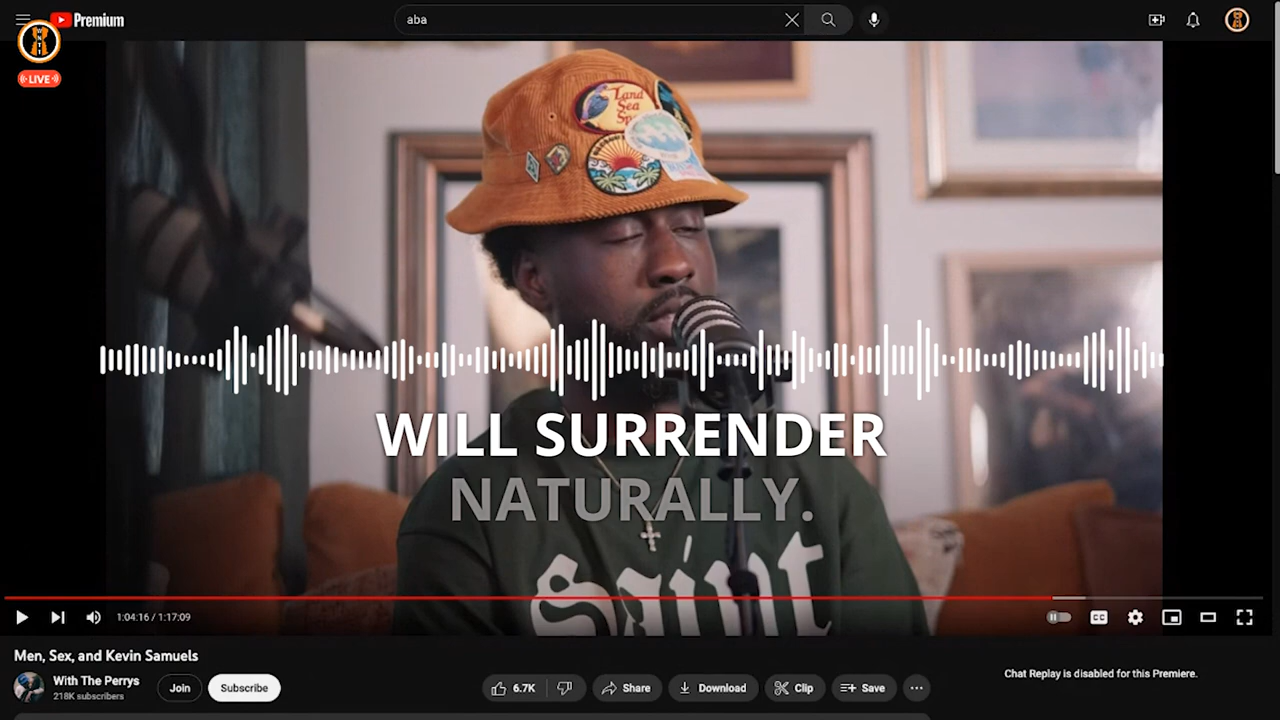 Premium
aba
WNTT
LIVE
Land
Sea
WILL SURRENDER
NATURALLY.
saint
1:04:16 / 1:17:09
CC
Men, Sex, and Kevin Samuels
With The Perrys
218K subscribers
Join
Subscribe
6.7K
Share
Download
Clip
Save
Chat Replay is disabled for this Premiere.